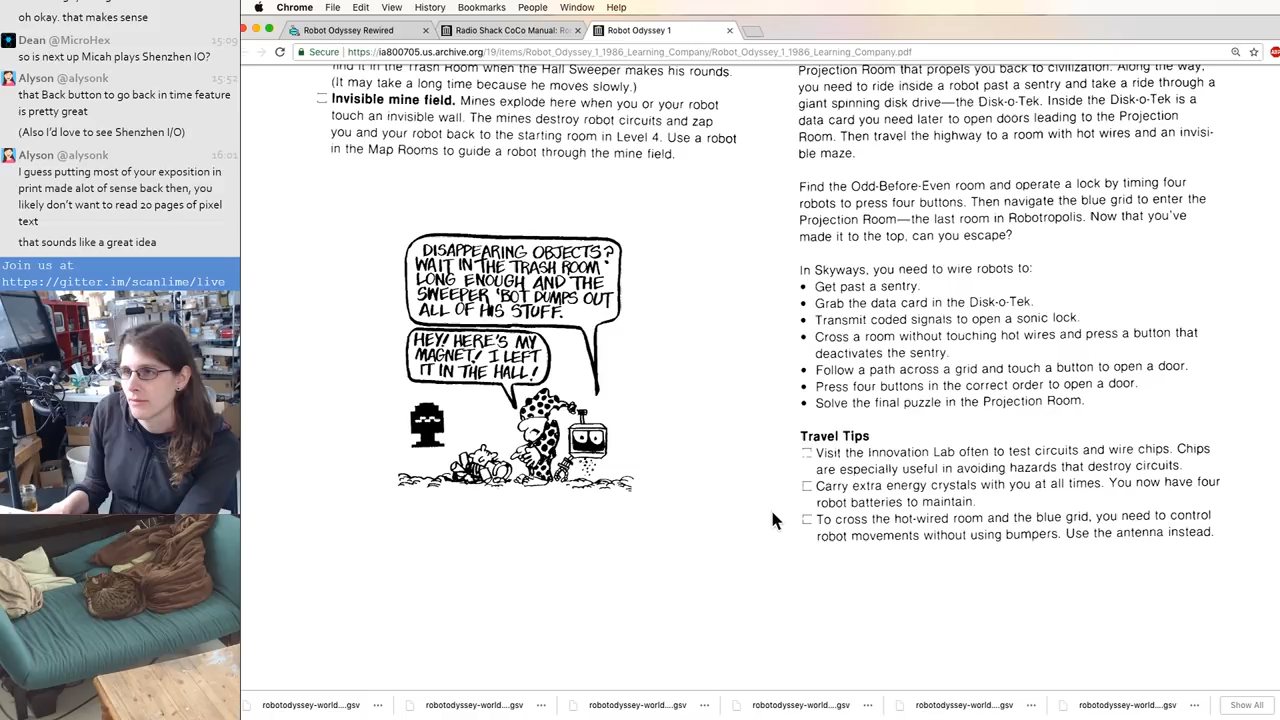 oh okay. that makes sense
Dean @MicroHex 15:09
so is next up Micah plays Shenzhen IO?
Alyson @alysonk 15:52
that Back button to go back in time feature
is pretty great
(Also I'd love to see Shenzhen I/O)
Alyson @alysonk 16:01
I guess putting most of your exposition in
print made alot of sense back then, you
likely don't want to read 20 pages of pixel
text
that sounds like a great idea
Join us at
https://gitter.im/scanlime/live
Chrome File Edit View History Bookmarks People Window Help
Robot Odyssey Rewired
Radio Shack CoCo Manual: Ro
Robot Odyssey 1
Secure https://ia800705.us.archive.org/19/items/Robot_Odyssey_1_1986_Learning_Company/Robot_Odyssey_1_1986_Learning_Company.pdf
find it in the Trash Room when the Hall Sweeper makes his rounds.
(It may take a long time because he moves slowly.)
Invisible mine field. Mines explode here when you or your robot
touch an invisible wall. The mines destroy robot circuits and zap
you and your robot back to the starting room in Level 4. Use a robot
in the Map Rooms to guide a robot through the mine field.
DISAPPEARING OBJECTS?
WAIT IN THE TRASH ROOM
LONG ENOUGH AND THE
SWEEPER 'BOT DUMPS OUT
ALL OF HIS STUFF.
HEY! HERE'S MY
MAGNET! I LEFT
IT IN THE HALL!
Projection Room that propels you back to civilization. Along the way,
you need to ride inside a robot past a sentry and take a ride through a
giant spinning disk drive—the Disk-o-Tek. Inside the Disk-o-Tek is a
data card you need later to open doors leading to the Projection
Room. Then travel the highway to a room with hot wires and an invisi-
ble maze.
Find the Odd-Before-Even room and operate a lock by timing four
robots to press four buttons. Then navigate the blue grid to enter the
Projection Room—the last room in Robotropolis. Now that you've
made it to the top, can you escape?
In Skyways, you need to wire robots to:
• Get past a sentry.
• Grab the data card in the Disk-o-Tek.
• Transmit coded signals to open a sonic lock.
• Cross a room without touching hot wires and press a button that
deactivates the sentry.
• Follow a path across a grid and touch a button to open a door.
• Press four buttons in the correct order to open a door.
• Solve the final puzzle in the Projection Room.
Travel Tips
Visit the Innovation Lab often to test circuits and wire chips. Chips
are especially useful in avoiding hazards that destroy circuits.
Carry extra energy crystals with you at all times. You now have four
robot batteries to maintain.
To cross the hot-wired room and the blue grid, you need to control
robot movements without using bumpers. Use the antenna instead.
robotodyssey-world....gsv
robotodyssey-world....gsv
robotodyssey-world....gsv
robotodyssey-world....gsv
robotodyssey-world....gsv
robotodyssey-world....gsv
Show All